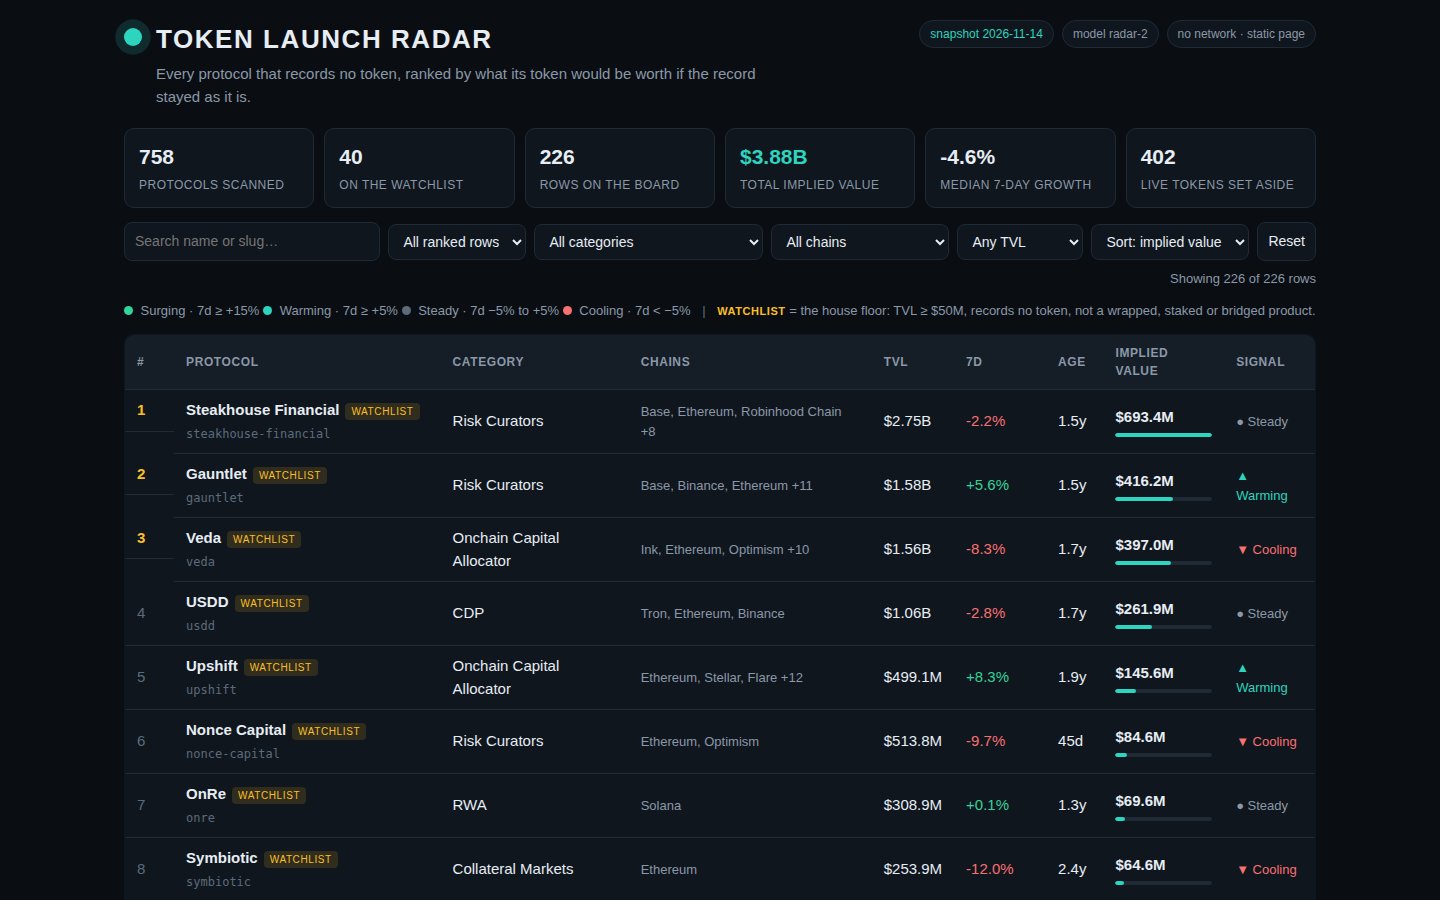 TOKEN LAUNCH RADAR
snapshot 2026-11-14
model radar-2
no network · static page
Every protocol that records no token, ranked by what its token would be worth if the record
stayed as it is.
758
PROTOCOLS SCANNED
40
ON THE WATCHLIST
226
ROWS ON THE BOARD
$3.88B
TOTAL IMPLIED VALUE
-4.6%
MEDIAN 7-DAY GROWTH
402
LIVE TOKENS SET ASIDE
Search name or slug…
All ranked rows
All categories
All chains
Any TVL
Sort: implied value
Reset
Showing 226 of 226 rows
Surging · 7d ≥ +15% Warming · 7d ≥ +5% Steady · 7d −5% to +5% Cooling · 7d < −5% | WATCHLIST = the house floor: TVL ≥ $50M, records no token, not a wrapped, staked or bridged product.
# PROTOCOL CATEGORY CHAINS TVL 7D AGE IMPLIED VALUE SIGNAL
1 Steakhouse Financial WATCHLIST
steakhouse-financial
Risk Curators
Base, Ethereum, Robinhood Chain
+8
$2.75B -2.2% 1.5y $693.4M ● Steady
2 Gauntlet WATCHLIST
gauntlet
Risk Curators
Base, Binance, Ethereum +11
$1.58B +5.6% 1.5y $416.2M ▲
Warming
3 Veda WATCHLIST
veda
Onchain Capital
Allocator
Ink, Ethereum, Optimism +10
$1.56B -8.3% 1.7y $397.0M ▼ Cooling
4 USDD WATCHLIST
usdd
CDP
Tron, Ethereum, Binance
$1.06B -2.8% 1.7y $261.9M ● Steady
5 Upshift WATCHLIST
upshift
Onchain Capital
Allocator
Ethereum, Stellar, Flare +12
$499.1M +8.3% 1.9y $145.6M ▲
Warming
6 Nonce Capital WATCHLIST
nonce-capital
Risk Curators
Ethereum, Optimism
$513.8M -9.7% 45d $84.6M ▼ Cooling
7 OnRe WATCHLIST
onre
RWA
Solana
$308.9M +0.1% 1.3y $69.6M ● Steady
8 Symbiotic WATCHLIST
symbiotic
Collateral Markets
Ethereum
$253.9M -12.0% 2.4y $64.6M ▼ Cooling